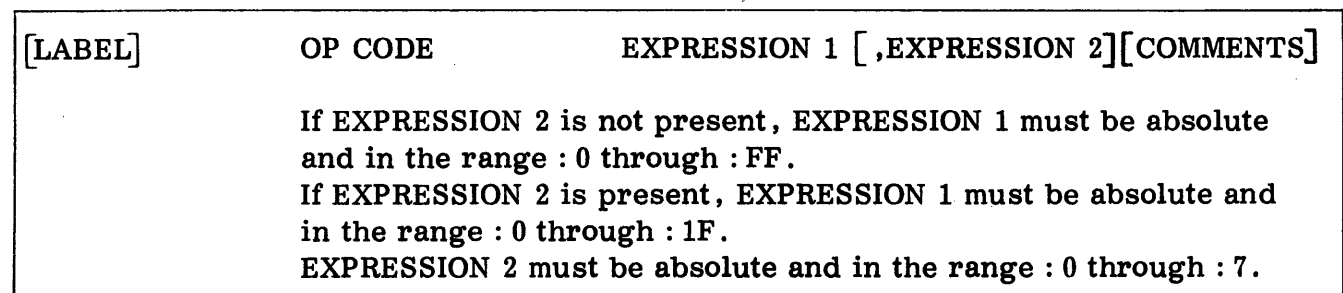 [LABEL] OP CODE EXPRESSION 1 [ ,EXPRESSION 2][COMMENTS]
If EXPRESSION 2 is not present, EXPRESSION 1 must be absolute
and in the range : 0 through : FF.
If EXPRESSION 2 is present, EXPRESSION 1 must be absolute and
in the range : 0 through : 1F.
EXPRESSION 2 must be absolute and in the range : 0 through : 7.